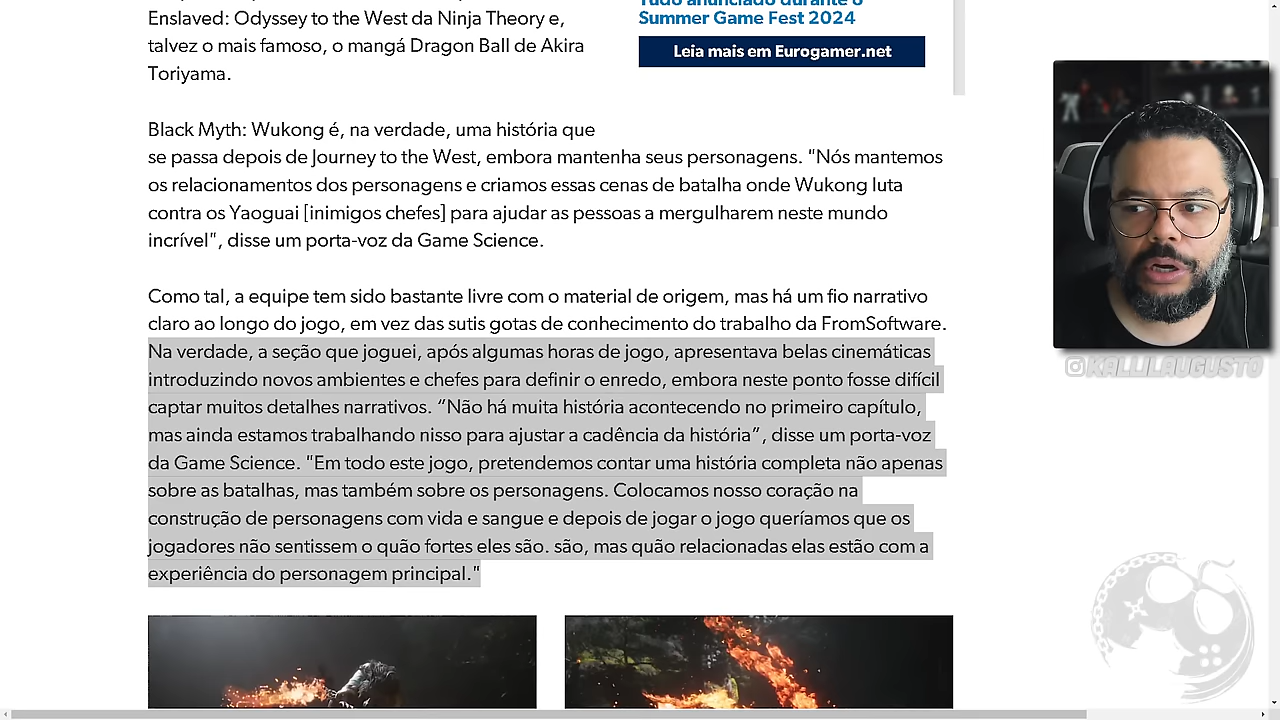 Enslaved: Odyssey to the West da Ninja Theory e,
talvez o mais famoso, o mangá Dragon Ball de Akira
Toriyama.
Tudo anunciado durante o
Summer Game Fest 2024
Leia mais em Eurogamer.net
Black Myth: Wukong é, na verdade, uma história que
se passa depois de Journey to the West, embora mantenha seus personagens. "Nós mantemos
os relacionamentos dos personagens e criamos essas cenas de batalha onde Wukong luta
contra os Yaoguai [inimigos chefes] para ajudar as pessoas a mergulharem neste mundo
incrível", disse um porta-voz da Game Science.
Como tal, a equipe tem sido bastante livre com o material de origem, mas há um fio narrativo
claro ao longo do jogo, em vez das sutis gotas de conhecimento do trabalho da FromSoftware.
Na verdade, a seção que joguei, após algumas horas de jogo, apresentava belas cinemáticas
introduzindo novos ambientes e chefes para definir o enredo, embora neste ponto fosse difícil
captar muitos detalhes narrativos. “Não há muita história acontecendo no primeiro capítulo,
mas ainda estamos trabalhando nisso para ajustar a cadência da história”, disse um porta-voz
da Game Science. "Em todo este jogo, pretendemos contar uma história completa não apenas
sobre as batalhas, mas também sobre os personagens. Colocamos nosso coração na
construção de personagens com vida e sangue e depois de jogar o jogo queríamos que os
jogadores não sentissem o quão fortes eles são. são, mas quão relacionadas elas estão com a
experiência do personagem principal."
@KALLILAUGUSTO